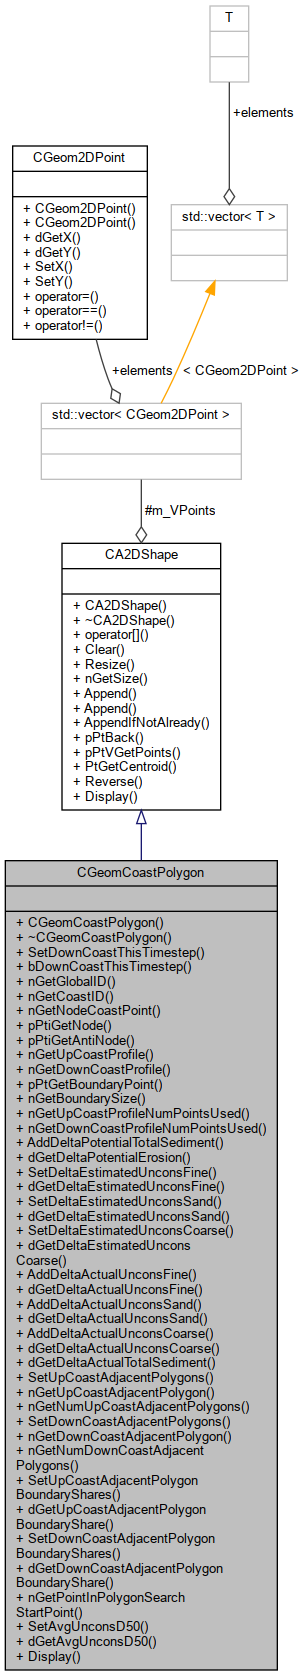 T
+elements
CGeom2DPoint
+ CGeom2DPoint()
+ CGeom2DPoint()
+ dGetX()
+ dGetY()
+ SetX()
+ SetY()
+ operator=()
+ operator==()
+ operator!=()
std::vector< T >
+elements
< CGeom2DPoint >
std::vector< CGeom2DPoint >
#m_VPoints
CA2DShape
+ CA2DShape()
+ ~CA2DShape()
+ operator[]()
+ Clear()
+ Resize()
+ nGetSize()
+ Append()
+ Append()
+ AppendIfNotAlready()
+ pPtBack()
+ pPtVGetPoints()
+ PtGetCentroid()
+ Reverse()
+ Display()
CGeomCoastPolygon
+ CGeomCoastPolygon()
+ ~CGeomCoastPolygon()
+ SetDownCoastThisTimestep()
+ bDownCoastThisTimestep()
+ nGetGlobalID()
+ nGetCoastID()
+ nGetNodeCoastPoint()
+ pPtiGetNode()
+ pPtiGetAntiNode()
+ nGetUpCoastProfile()
+ nGetDownCoastProfile()
+ pPtGetBoundaryPoint()
+ nGetBoundarySize()
+ nGetUpCoastProfileNumPointsUsed()
+ nGetDownCoastProfileNumPointsUsed()
+ AddDeltaPotentialTotalSediment()
+ dGetDeltaPotentialErosion()
+ SetDeltaEstimatedUnconsFine()
+ dGetDeltaEstimatedUnconsFine()
+ SetDeltaEstimatedUnconsSand()
+ dGetDeltaEstimatedUnconsSand()
+ SetDeltaEstimatedUnconsCoarse()
+ dGetDeltaEstimatedUncons
Coarse()
+ AddDeltaActualUnconsFine()
+ dGetDeltaActualUnconsFine()
+ AddDeltaActualUnconsSand()
+ dGetDeltaActualUnconsSand()
+ AddDeltaActualUnconsCoarse()
+ dGetDeltaActualUnconsCoarse()
+ dGetDeltaActualTotalSediment()
+ SetUpCoastAdjacentPolygons()
+ nGetUpCoastAdjacentPolygon()
+ nGetNumUpCoastAdjacentPolygons()
+ SetDownCoastAdjacentPolygons()
+ nGetDownCoastAdjacentPolygon()
+ nGetNumDownCoastAdjacent
Polygons()
+ SetUpCoastAdjacentPolygon
BoundaryShares()
+ dGetUpCoastAdjacentPolygon
BoundaryShare()
+ SetDownCoastAdjacentPolygon
BoundaryShares()
+ dGetDownCoastAdjacentPolygon
BoundaryShare()
+ nGetPointInPolygonSearch
StartPoint()
+ SetAvgUnconsD50()
+ dGetAvgUnconsD50()
+ Display()